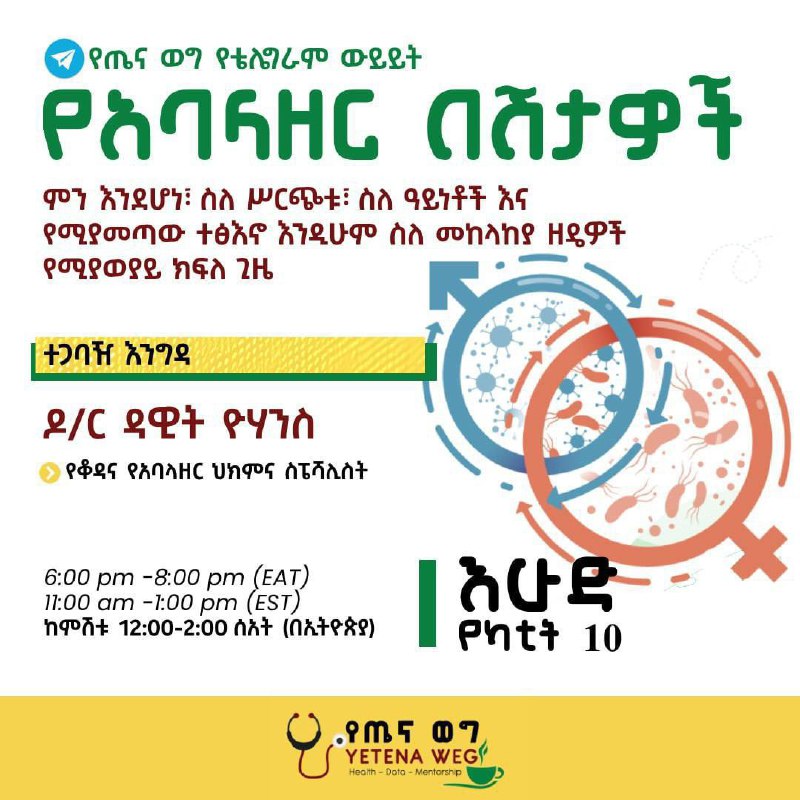 የጤና ወግ የቴሌግራም ውይይት
የአባላዘር በሽታዎች
ምን እንደሆነ፣ ስለ ሥርጭቱ፣ ስለ ዓይነቶች እና
የሚያመጣው ተፅእኖ እንዲሁም ስለ መከላከያ ዘዴዎች
የሚያወያይ ክፍለ ጊዜ
ተጋባዥ እንግዳ
ዶ/ር ዳዊት ዮሃንስ
የቆዳና የአባላዘር ህክምና ስፔሻሊስት
6:00 pm -8:00 pm (EAT)
11:00 am -1:00 pm (EST)
ከምሽቱ 12:00-2:00 ሰአት (በኢትዮጵያ)
እሁድ
የካቲት 10
የጤና ወግ
YETENA WEG
Health - Data - Mentorship